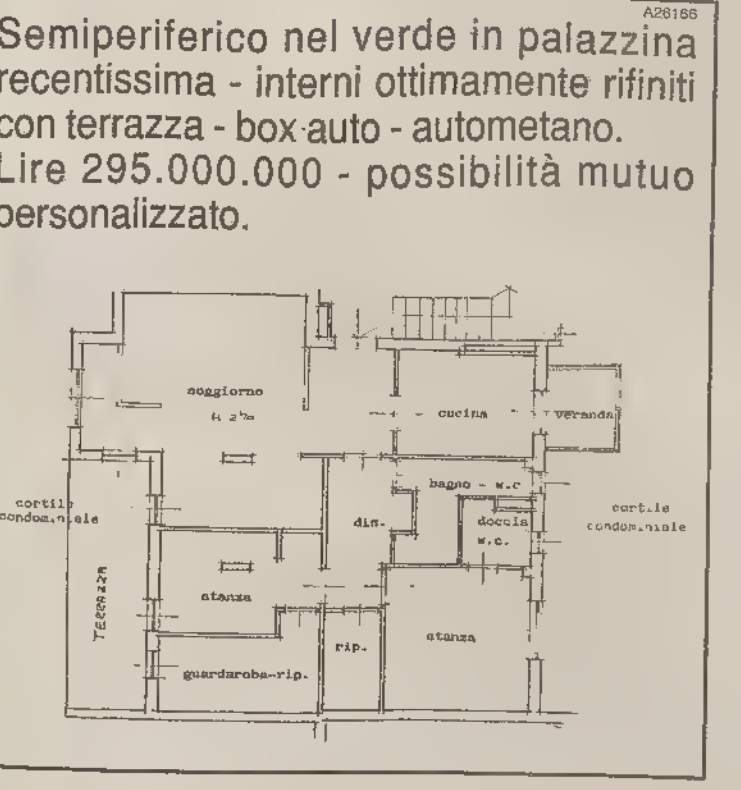 A26166
Semiperiferico nel verde in palazzina
recentissima - interni ottimamente rifiniti
con terrazza - box auto - autometano.
Lire 295.000.000 - possibilità mutuo
personalizzato.
soggiorno
cucina
veranda
bagno - w.c
cortile
condominiale
dis.
doccia
w.c.
cortile
condominiale
stanza
Terrazza
rip.
stanza
guardaroba-rip.